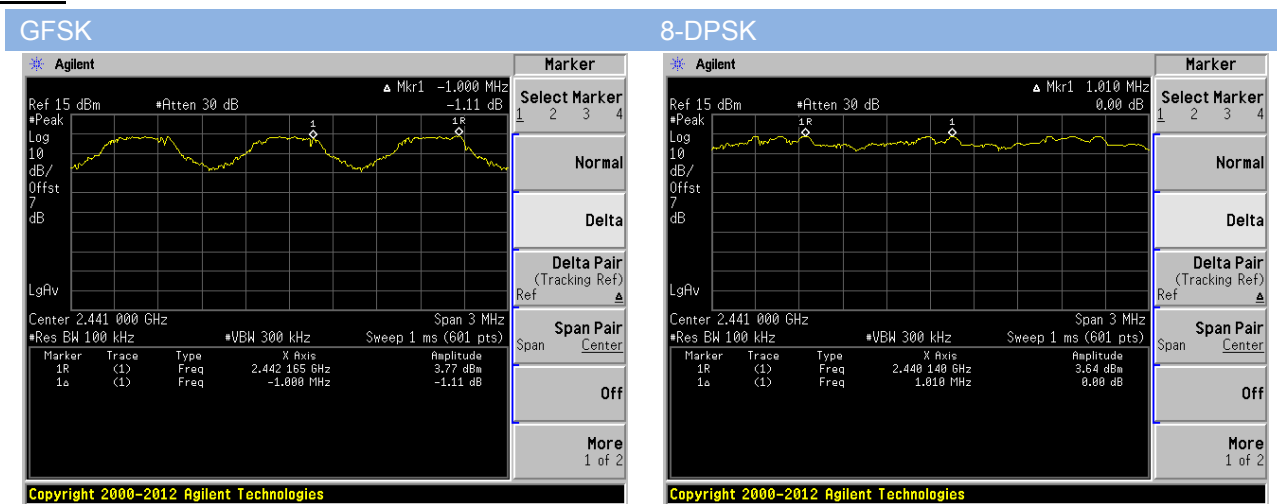 GFSK
Agilent
Marker
▵ Mkr1 -1.000 MHz
Ref 15 dBm #Atten 30 dB -1.11 dB
#Peak
Log
10
dB/
Offst
7
dB
LgAv
1
1R
Center 2.441 000 GHz Span 3 MHz
#Res BW 100 kHz #VBW 300 kHz Sweep 1 ms (601 pts)
Marker Trace Type X Axis Amplitude
1R (1) Freq 2.442 165 GHz 3.77 dBm
1▵ (1) Freq -1.000 MHz -1.11 dB
Select Marker
1 2 3 4
Normal
Delta
Delta Pair
(Tracking Ref)
Ref ▵
Span Pair
Span Center
Off
More
1 of 2
Copyright 2000-2012 Agilent Technologies
8-DPSK
Agilent
Marker
▵ Mkr1 1.010 MHz
Ref 15 dBm #Atten 30 dB 0.00 dB
#Peak
Log
10
dB/
Offst
7
dB
LgAv
1R
1
Center 2.441 000 GHz Span 3 MHz
#Res BW 100 kHz #VBW 300 kHz Sweep 1 ms (601 pts)
Marker Trace Type X Axis Amplitude
1R (1) Freq 2.440 140 GHz 3.64 dBm
1▵ (1) Freq 1.010 MHz 0.00 dB
Select Marker
1 2 3 4
Normal
Delta
Delta Pair
(Tracking Ref)
Ref ▵
Span Pair
Span Center
Off
More
1 of 2
Copyright 2000-2012 Agilent Technologies